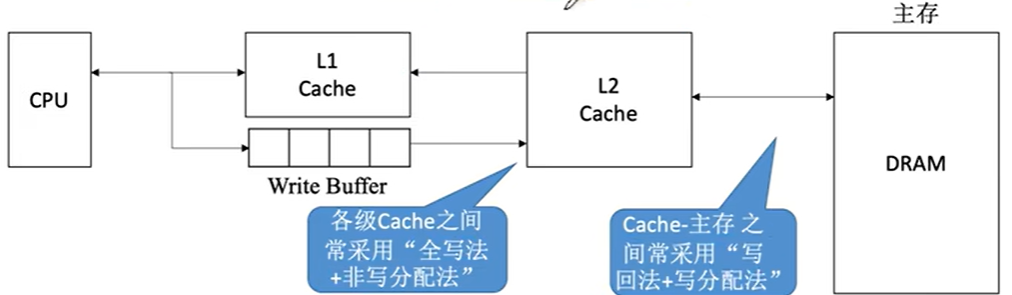 主存
CPU
L1
Cache
L2
Cache
DRAM
Write Buffer
各级Cache之间
常采用“全写法
+非写分配法”
Cache-主存 之
间常采用“写
回法+写分配法”